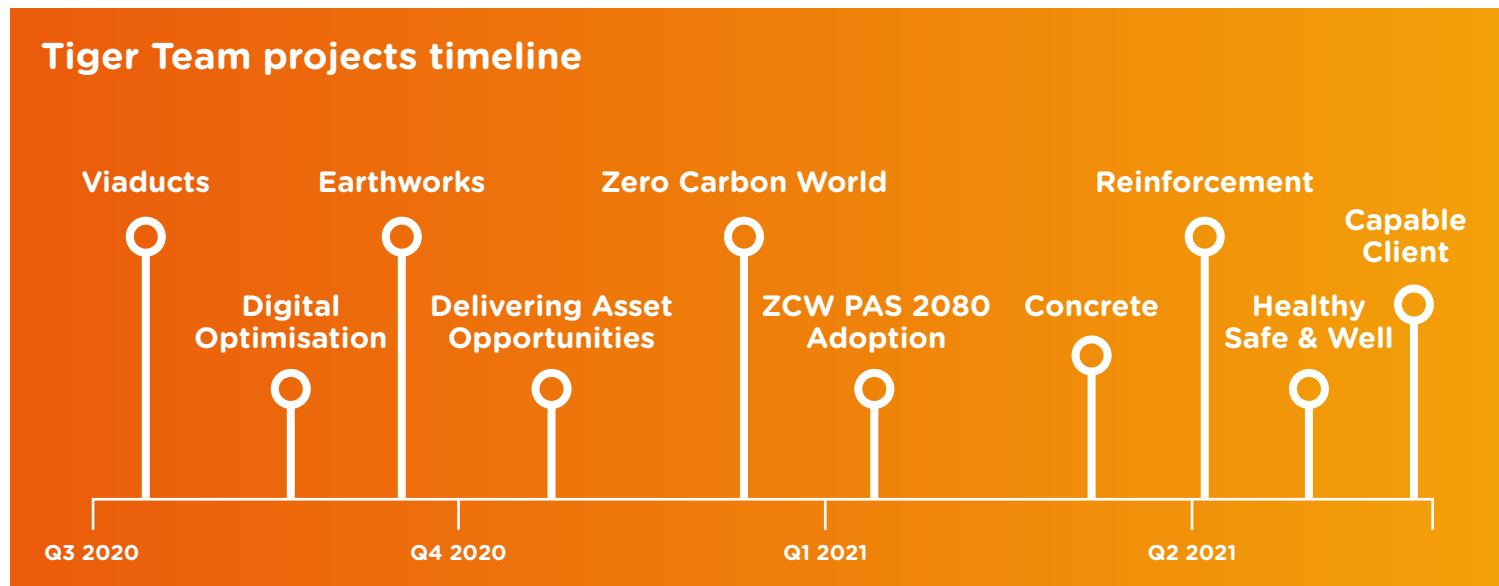 Tiger Team projects timeline
Viaducts
Earthworks
Zero Carbon World
Reinforcement
Capable
Client
Digital
Optimisation
Delivering Asset
Opportunities
ZCW PAS 2080
Adoption
Concrete
Healthy
Safe & Well
Q3 2020
Q4 2020
Q1 2021
Q2 2021